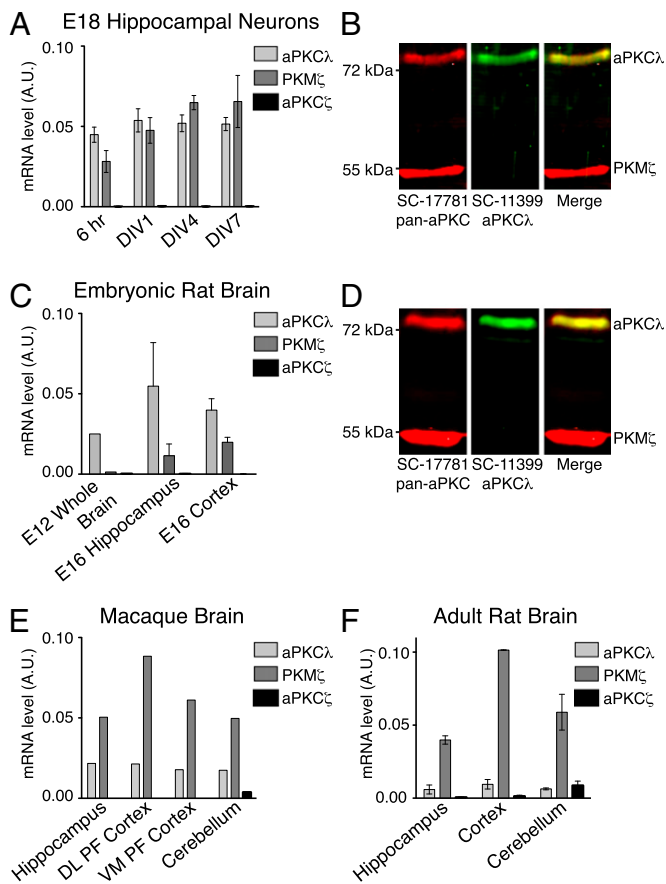 A
E18 Hippocampal Neurons
mRNA level (A.U.)
0.10
0.05
0.00
aPKCλ
PKMζ
aPKCζ
6 hr
DIV1
DIV4
DIV7
B
72 kDa
55 kDa
aPKCλ
PKMζ
SC-17781 SC-11399 Merge
pan-aPKC aPKCλ
C
Embryonic Rat Brain
mRNA level (A.U.)
0.10
0.05
0.00
aPKCλ
PKMζ
aPKCζ
E12 Whole
Brain
E16 Hippocampus
E16 Cortex
D
72 kDa
55 kDa
aPKCλ
PKMζ
SC-17781 SC-11399 Merge
pan-aPKC aPKCλ
E
Macaque Brain
mRNA level (A.U.)
0.10
0.05
0.00
aPKCλ
PKMζ
aPKCζ
Hippocampus
DL PF Cortex
VM PF Cortex
Cerebellum
F
Adult Rat Brain
mRNA level (A.U.)
0.10
0.05
0.00
aPKCλ
PKMζ
aPKCζ
Hippocampus
Cortex
Cerebellum